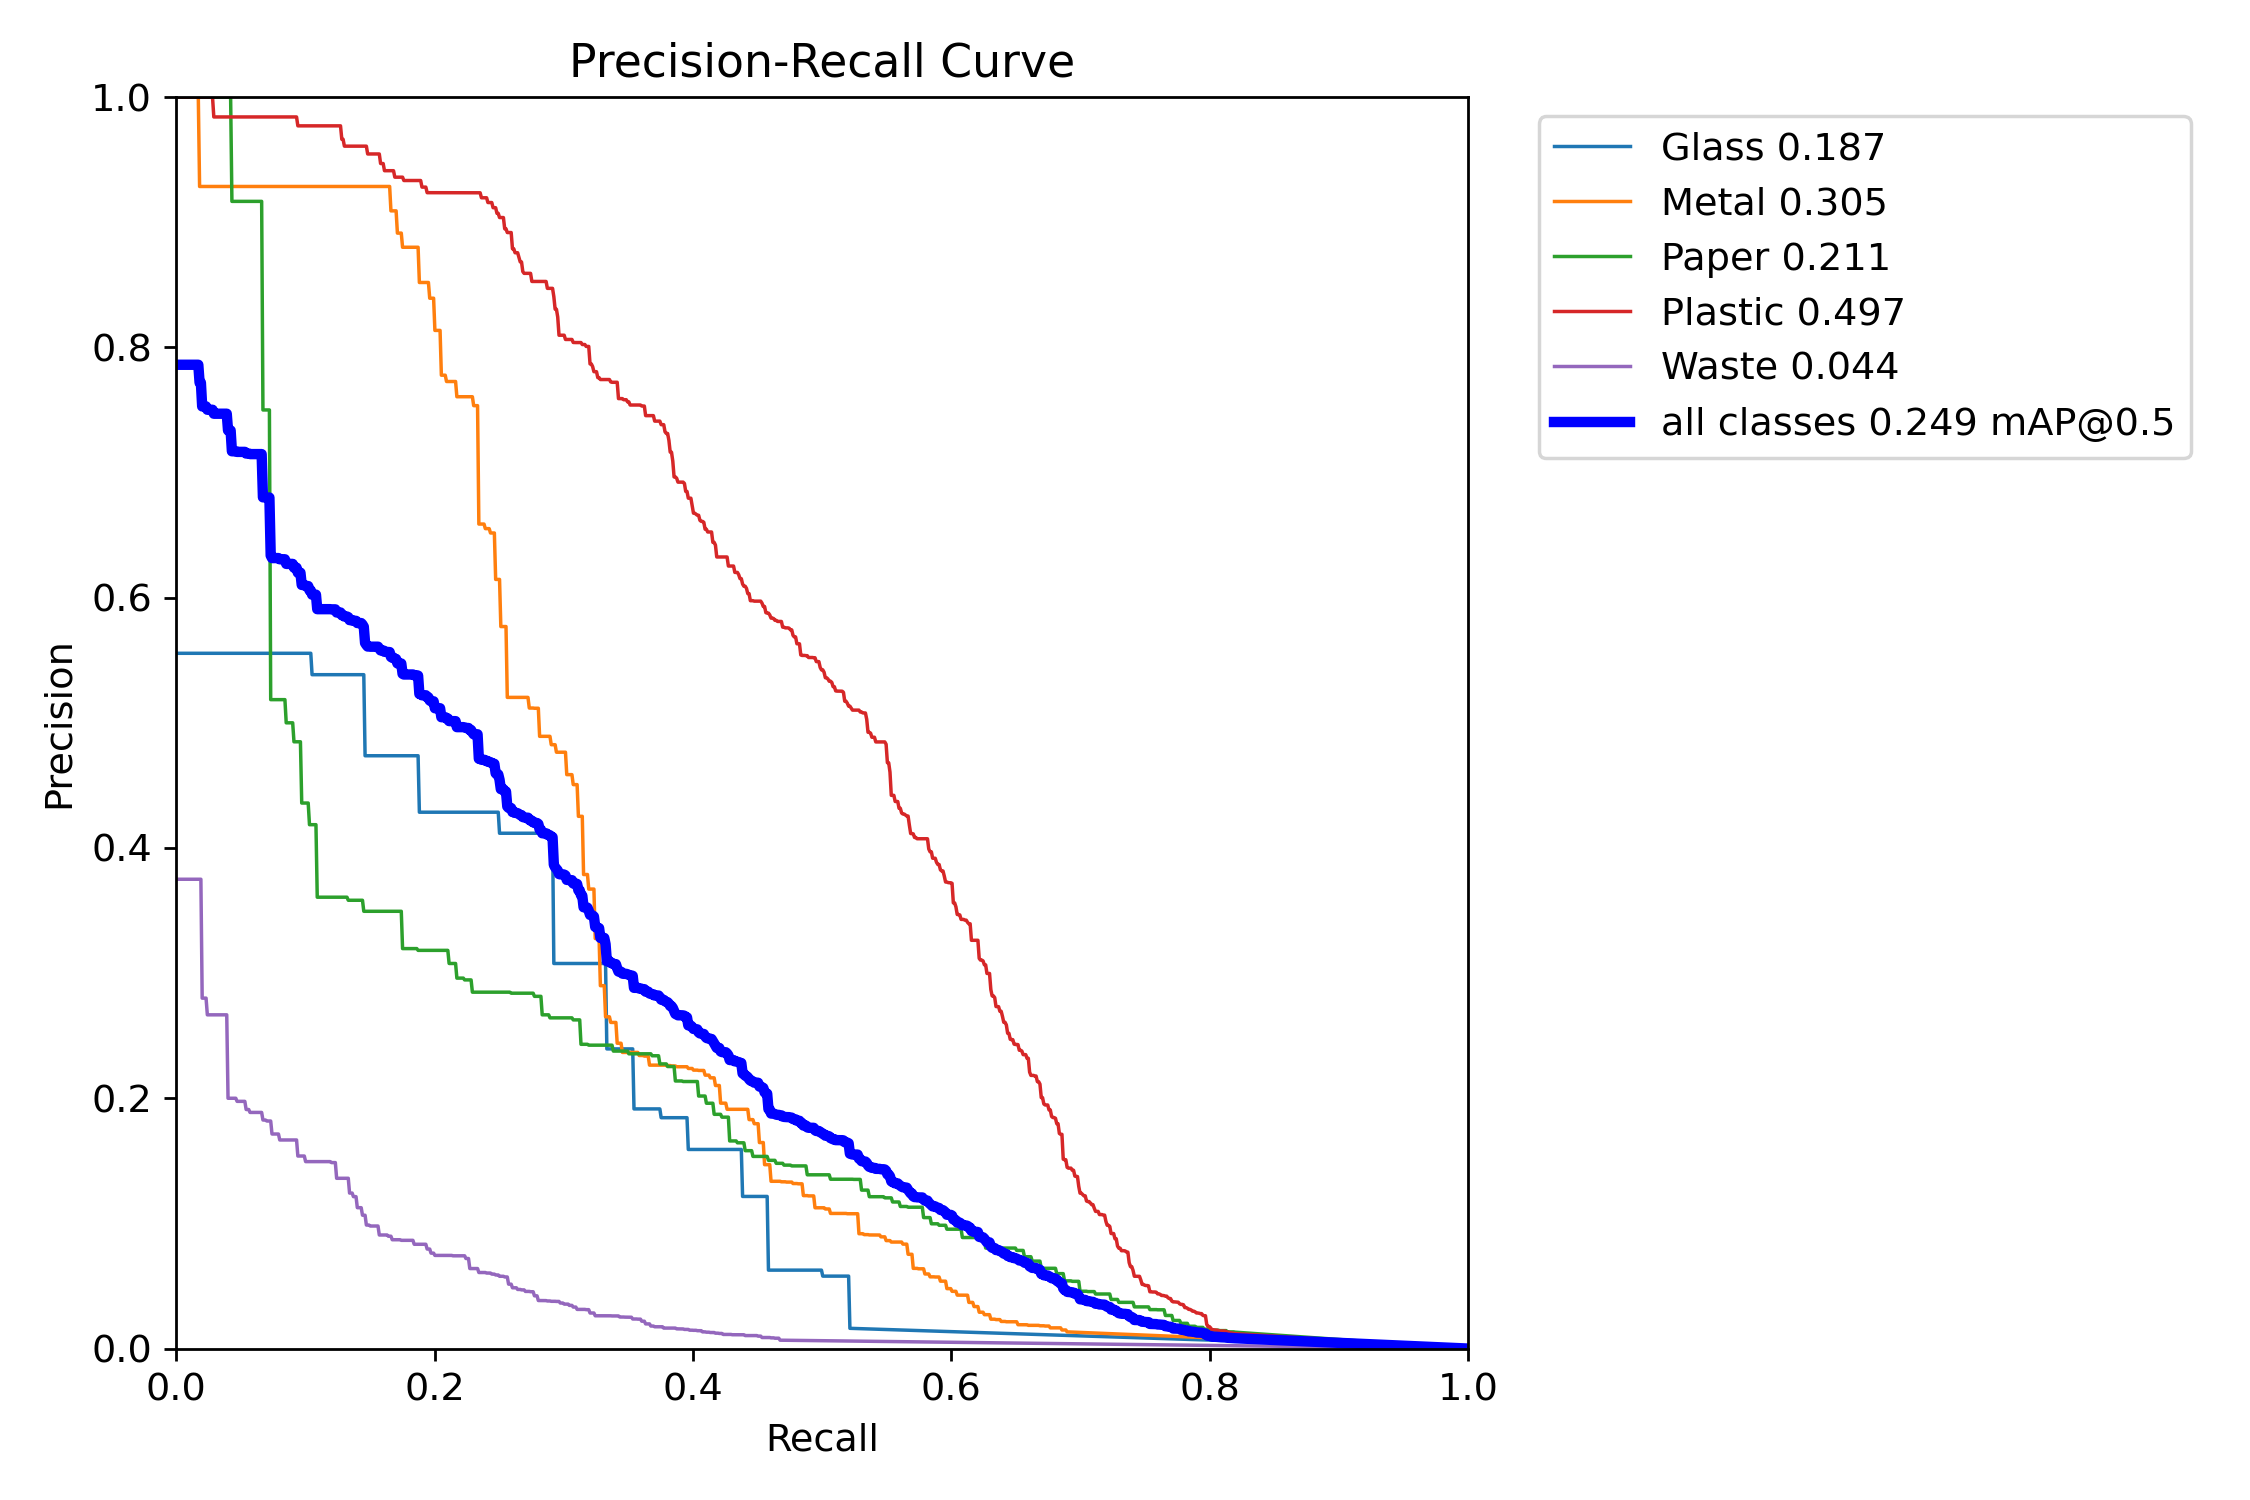 Precision-Recall Curve
1.0
0.8
0.6
0.4
0.2
0.0
Precision
0.0 0.2 0.4 0.6 0.8 1.0
Recall
Glass 0.187
Metal 0.305
Paper 0.211
Plastic 0.497
Waste 0.044
all classes 0.249 mAP@0.5